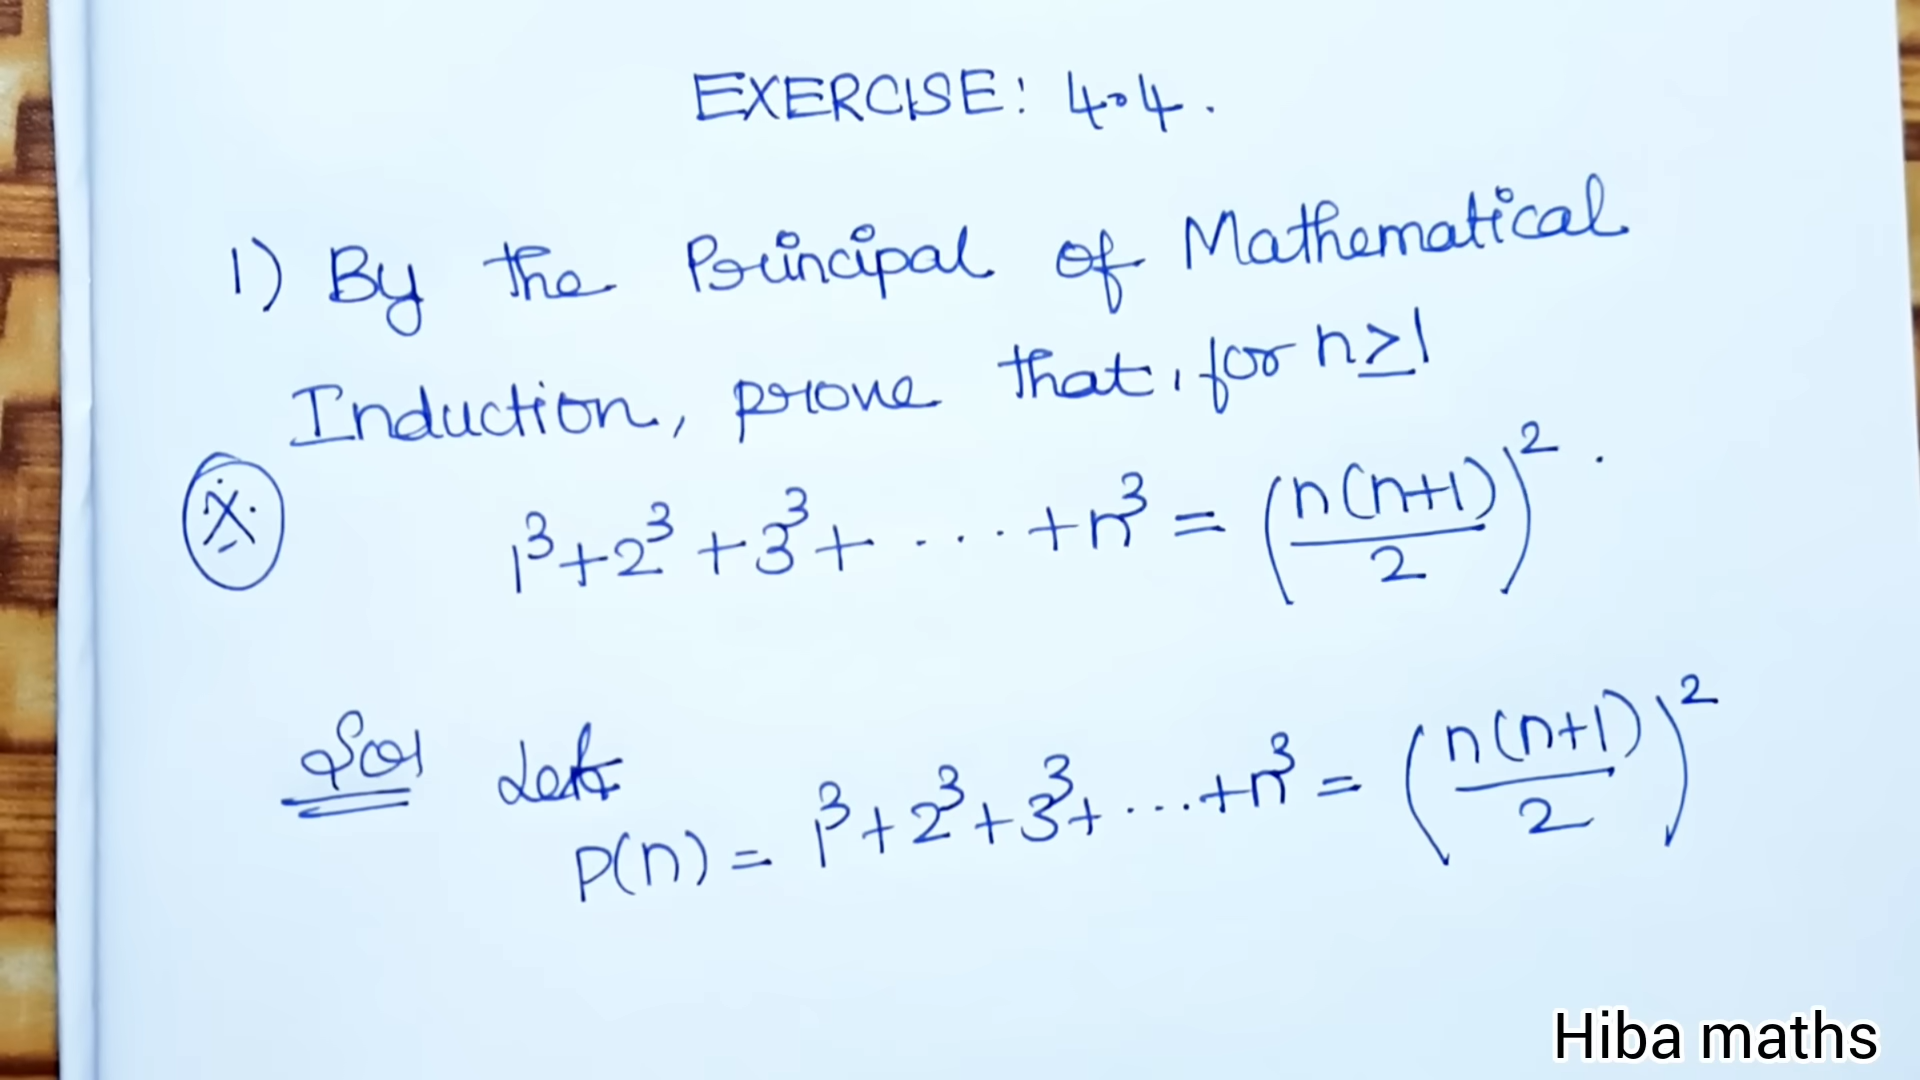 EXERCISE: 4.4.
1) By the Principal of Mathematical
Induction, prove that, for n≥1
1³+2³+3³+ ... +n³ = (n(n+1)/2)².
Sol Let
P(n) = 1³+2³+3³+ ... +n³ = (n(n+1)/2)²
Hiba maths